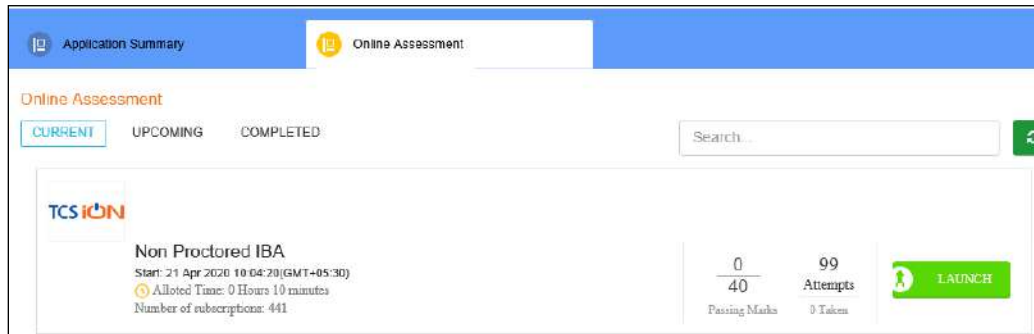 Application Summary
Online Assessment
Online Assessment
CURRENT UPCOMING COMPLETED
Search...
TCS iON
Non Proctored IBA
Start: 21 Apr 2020 10:04:20(GMT+05:30)
Alloted Time: 0 Hours 10 minutes
Number of subscriptions: 441
0
40
Passing Marks
99
Attempts
0 Taken
LAUNCH